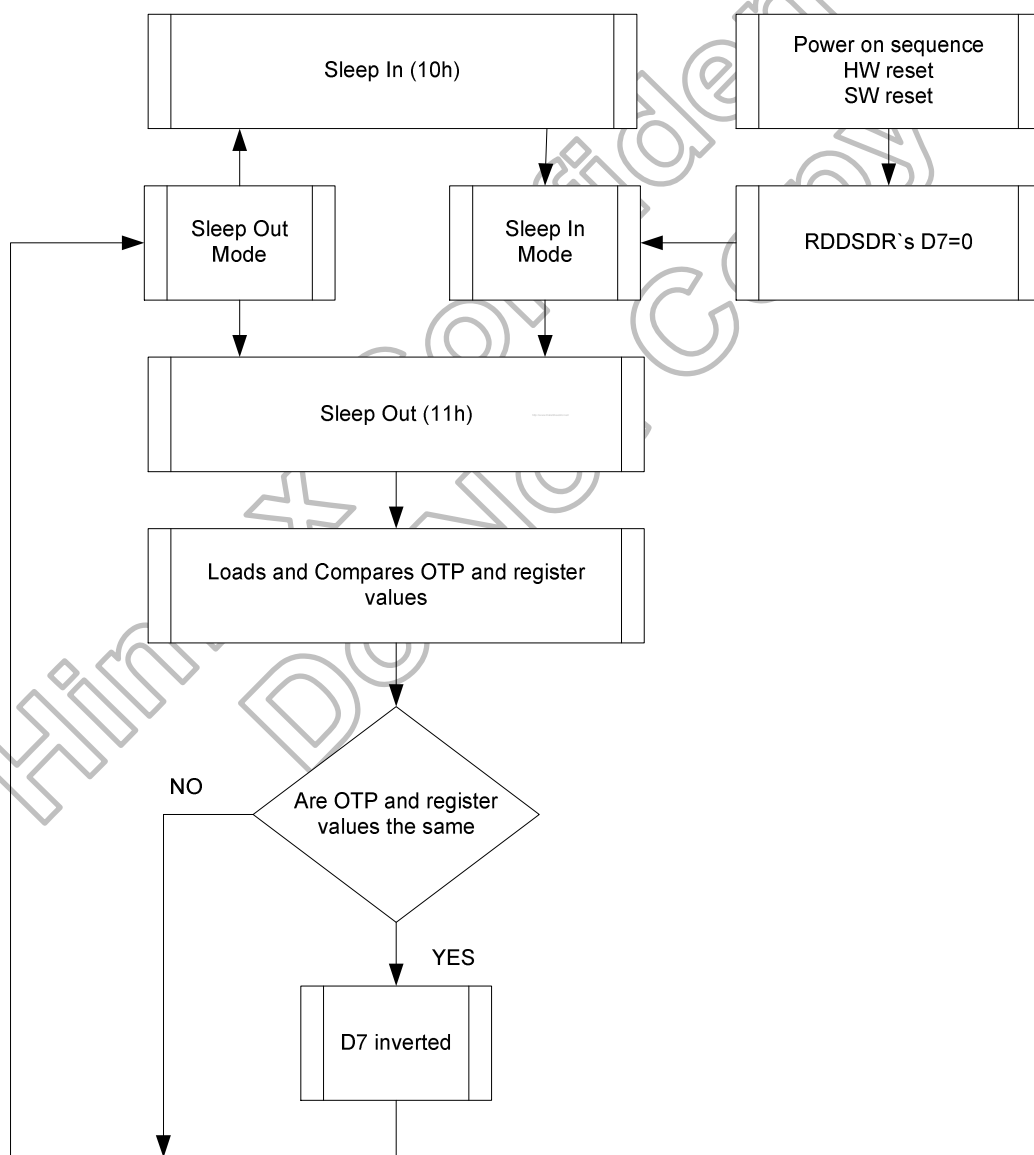 Sleep In (10h)
Power on sequence
HW reset
SW reset
Sleep Out
Mode
Sleep In
Mode
RDDSDR`s D7=0
Sleep Out (11h)
Loads and Compares OTP and register
values
NO
Are OTP and register
values the same
YES
D7 inverted